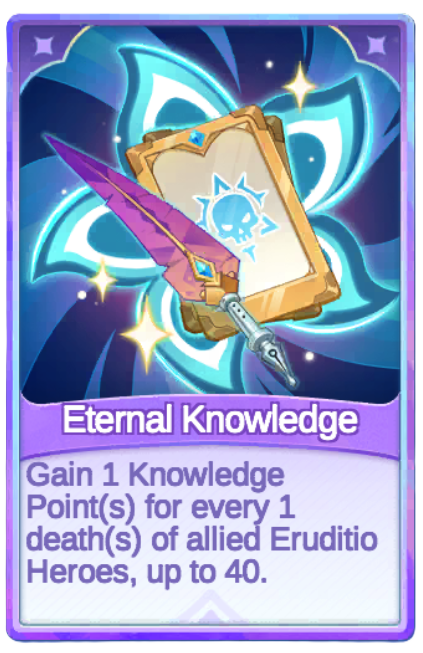 Eternal Knowledge
Gain 1 Knowledge
Point(s) for every 1
death(s) of allied Eruditio
Heroes, up to 40.